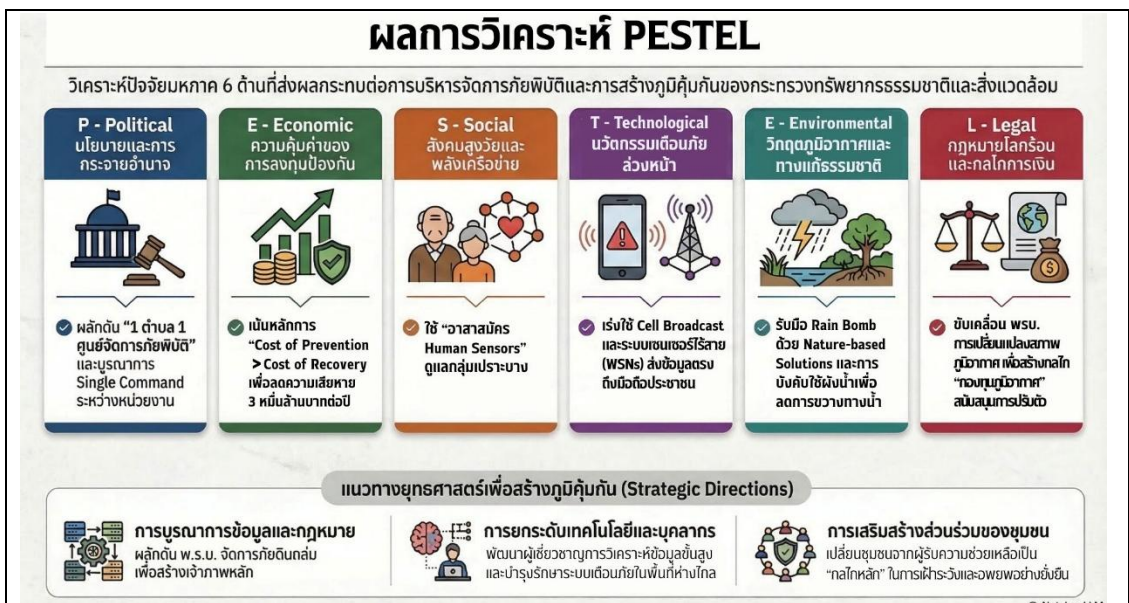 ผลการวิเคราะห์ PESTEL
วิเคราะห์ปัจจัยมหภาค 6 ด้านที่ส่งผลกระทบต่อการบริหารจัดการภัยพิบัติและการสร้างภูมิคุ้มกันของกระทรวงทรัพยากรธรรมชาติและสิ่งแวดล้อม
P - Political
นโยบายและการ
กระจายอำนาจ
ผลักดัน "1 ตำบล 1
ศูนย์จัดการภัยพิบัติ"
และบูรณาการ
Single Command
ระหว่างหน่วยงาน
E - Economic
ความคุ้มค่าของ
การลงทุนป้องกัน
เน้นหลักการ
"Cost of Prevention
> Cost of Recovery
เพื่อลดความเสียหาย
3 หมื่นล้านบาทต่อปี
S - Social
สังคมสูงวัยและ
พลังเครือข่าย
ใช้ "อาสาสมัคร
Human Sensors"
ดูแลกลุ่มเปราะบาง
T - Technological
นวัตกรรมเตือนภัย
ล่วงหน้า
เร่งใช้ Cell Broadcast
และระบบเซนเซอร์ไร้สาย
(WSNs) ส่งข้อมูลตรง
ถึงมือถือประชาชน
E - Environmental
วิกฤตภูมิอากาศและ
ทางแก้ธรรมชาติ
รับมือ Rain Bomb
ด้วย Nature-based
Solutions และการ
บังคับใช้ผังน้ำเพื่อ
ลดการขวางทางน้ำ
L - Legal
กฎหมายโลกร้อน
และกลไกการเงิน
ขับเคลื่อน พรบ.
การเปลี่ยนแปลงสภาพ
ภูมิอากาศ เพื่อสร้างกลไก
"กองทุนภูมิอากาศ"
สนับสนุนการปรับตัว
แนวทางยุทธศาสตร์เพื่อสร้างภูมิคุ้มกัน (Strategic Directions)
การบูรณาการข้อมูลและกฎหมาย
ผลักดัน พ.ร.บ. จัดการภัยดินถล่ม
เพื่อสร้างเจ้าภาพหลัก
การยกระดับเทคโนโลยีและบุคลากร
พัฒนาผู้เชี่ยวชาญการวิเคราะห์ข้อมูลขั้นสูง
และบำรุงรักษาระบบเตือนภัยในพื้นที่ห่างไกล
การเสริมสร้างส่วนร่วมของชุมชน
เปลี่ยนชุมชนจากผู้รับความช่วยเหลือเป็น
"กลไกหลัก" ในการเฝ้าระวังและอพยพอย่างยั่งยืน